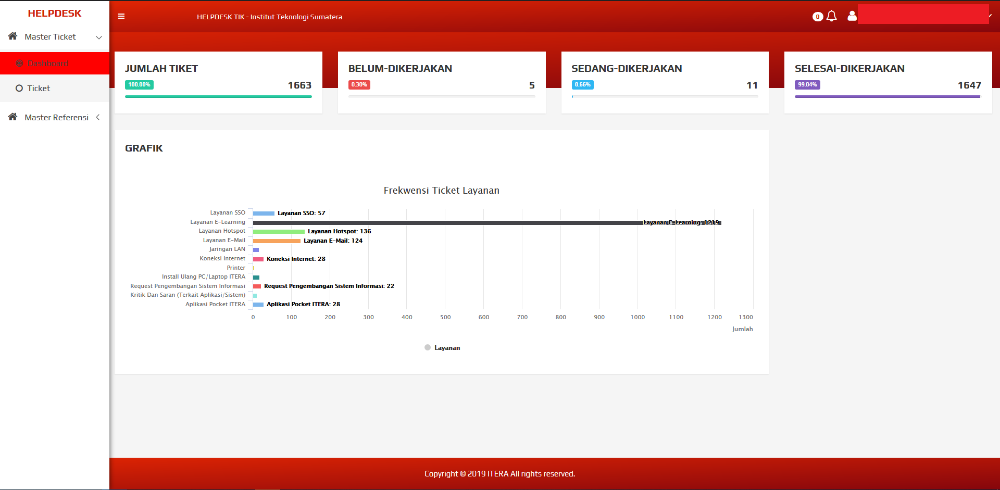 HELPDESK
HELPDESK TIK - Institut Teknologi Sumatera
0
Master Ticket
Dashboard
Ticket
Master Referensi
JUMLAH TIKET
100.00%
1663
BELUM-DIKERJAKAN
0.30%
5
SEDANG-DIKERJAKAN
0.66%
11
SELESAI-DIKERJAKAN
99.04%
1647
GRAFIK
Frekwensi Ticket Layanan
Layanan SSO
Layanan SSO: 57
Layanan E-Learning
Layanan E-Learning: 1219
Layanan Hotspot
Layanan Hotspot: 136
Layanan E-Mail
Layanan E-Mail: 124
Jaringan LAN
Koneksi Internet
Koneksi Internet: 28
Printer
Install Ulang PC/Laptop ITERA
Request Pengembangan Sistem Informasi
Request Pengembangan Sistem Informasi: 22
Kritik Dan Saran (Terkait Aplikasi/Sistem)
Aplikasi Pocket ITERA
Aplikasi Pocket ITERA: 28
0 100 200 300 400 500 600 700 800 900 1000 1100 1200 1300
Jumlah
Layanan
Copyright © 2019 ITERA All rights reserved.